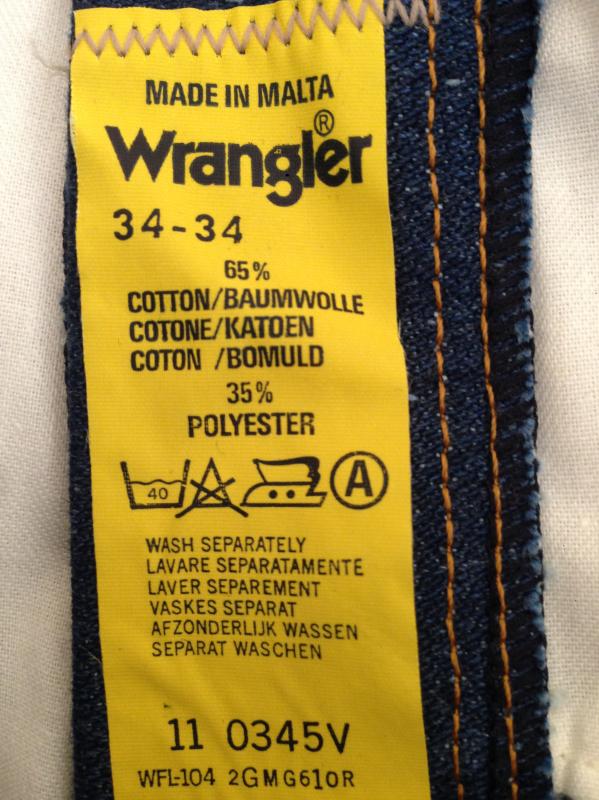 MADE IN MALTA
Wrangler®
34-34
65%
COTTON/BAUMWOLLE
COTONE/KATOEN
COTON /BOMULD
35%
POLYESTER
40 A
WASH SEPARATELY
LAVARE SEPARATAMENTE
LAVER SEPAREMENT
VASKES SEPARAT
AFZONDERLIJK WASSEN
SEPARAT WASCHEN
11 0345V
WFL-104 2GMG610R